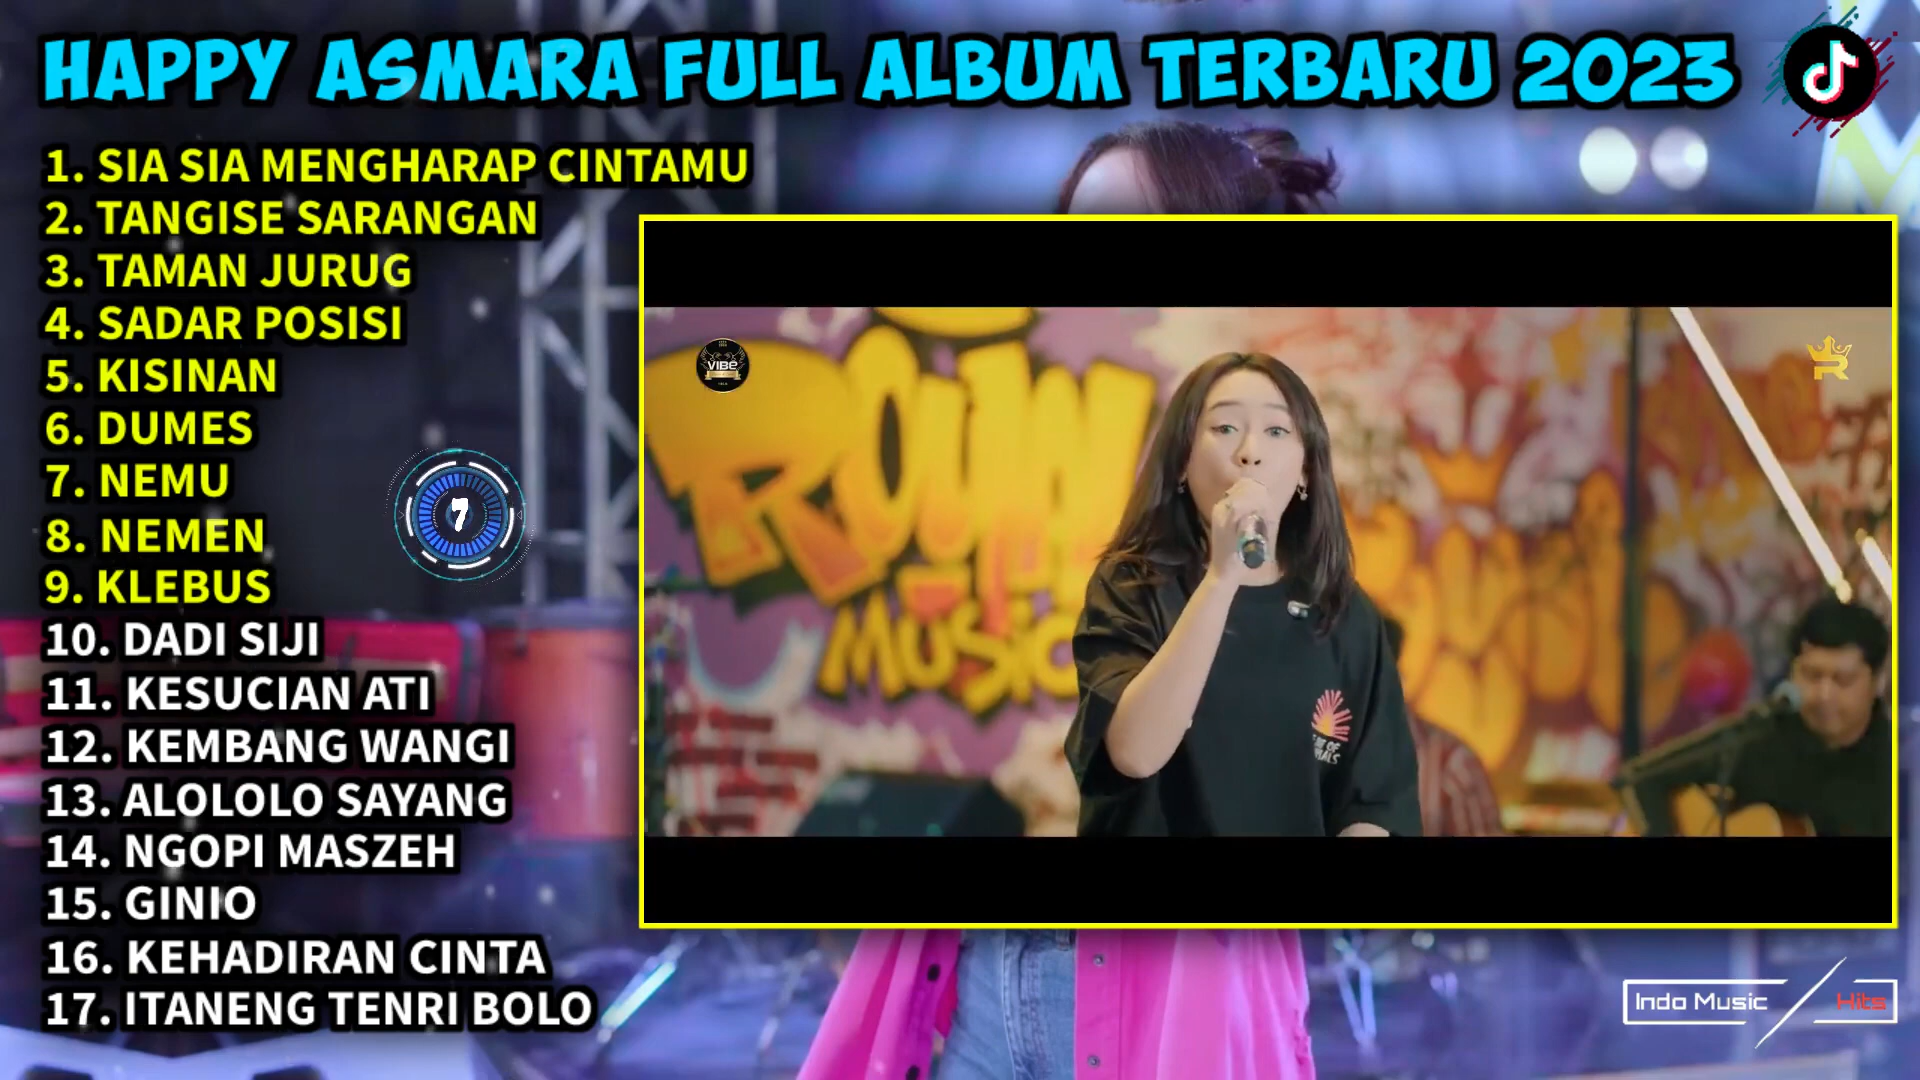 HAPPY ASMARA FULL ALBUM TERBARU 2023
1. SIA SIA MENGHARAP CINTAMU
2. TANGISE SARANGAN
3. TAMAN JURUG
4. SADAR POSISI
5. KISINAN
6. DUMES
7. NEMU
8. NEMEN
9. KLEBUS
10. DADI SIJI
11. KESUCIAN ATI
12. KEMBANG WANGI
13. ALOLOLO SAYANG
14. NGOPI MASZEH
15. GINIO
16. KEHADIRAN CINTA
17. ITANENG TENRI BOLO
7
VIBE
R
MUSIC
Indo Music Hits